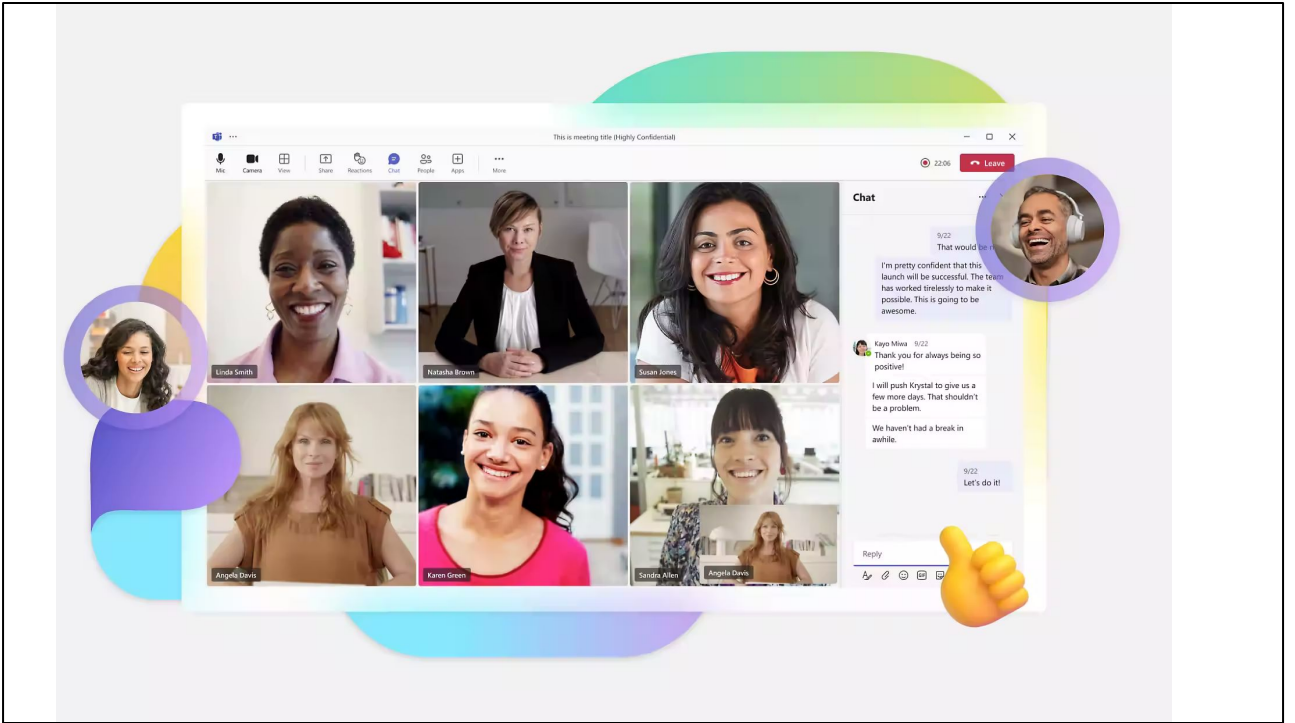 This is meeting title (Highly Confidential)
Mic
Camera
View
Share
Reactions
Chat
People
Apps
More
22:06
Leave
Linda Smith
Natasha Brown
Susan Jones
Angela Davis
Karen Green
Sandra Allen
Angela Davis
Chat
9/22
That would be
I'm pretty confident that this
launch will be successful. The team
has worked tirelessly to make it
possible. This is going to be
awesome.
Kayo Miwa 9/22
Thank you for always being so
positive!
I will push Krystal to give us a
few more days. That shouldn't
be a problem.
We haven't had a break in
awhile.
9/22
Let's do it!
Reply
GIF